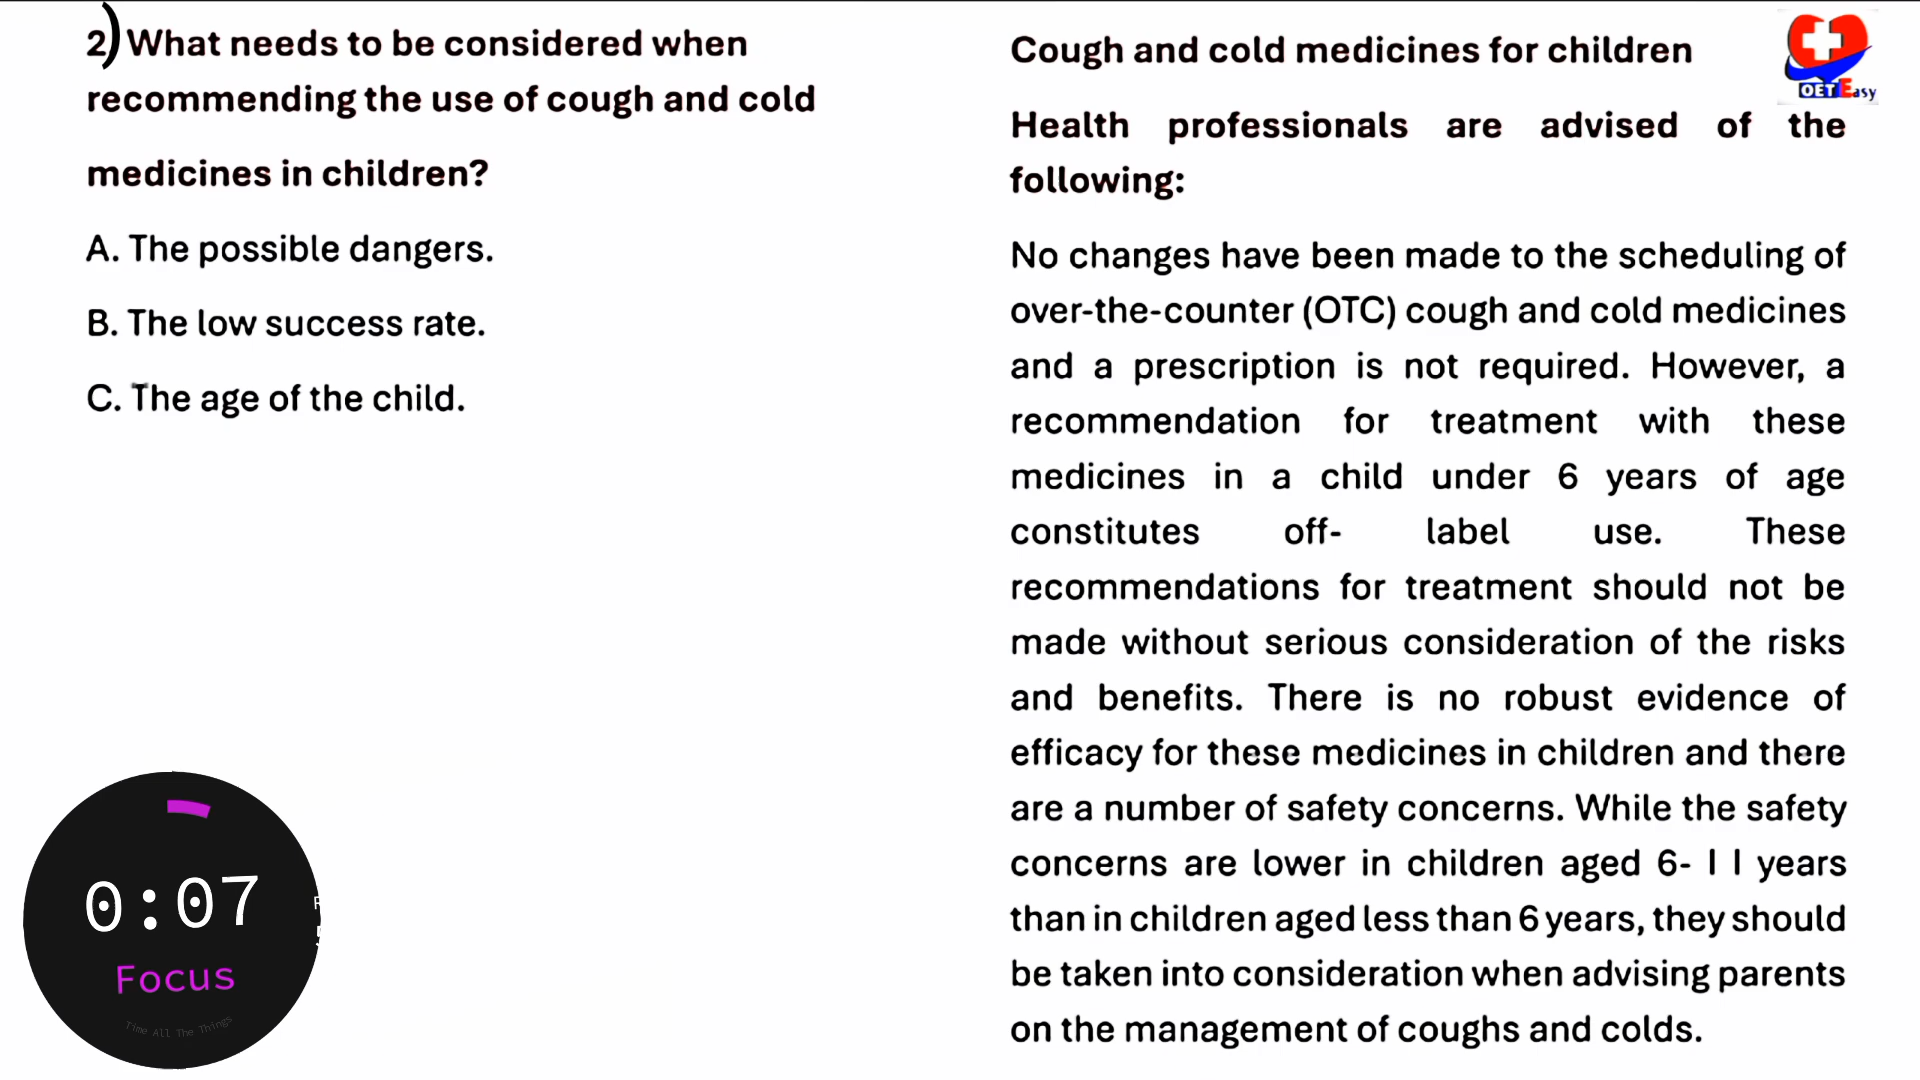 2) What needs to be considered when
recommending the use of cough and cold
medicines in children?
A. The possible dangers.
B. The low success rate.
C. The age of the child.
Cough and cold medicines for children
OET Easy
Health professionals are advised of the
following:
No changes have been made to the scheduling of
over-the-counter (OTC) cough and cold medicines
and a prescription is not required. However, a
recommendation for treatment with these
medicines in a child under 6 years of age
constitutes off- label use. These
recommendations for treatment should not be
made without serious consideration of the risks
and benefits. There is no robust evidence of
efficacy for these medicines in children and there
are a number of safety concerns. While the safety
concerns are lower in children aged 6- I I years
than in children aged less than 6 years, they should
be taken into consideration when advising parents
on the management of coughs and colds.
0:07
Focus
Time All The Things